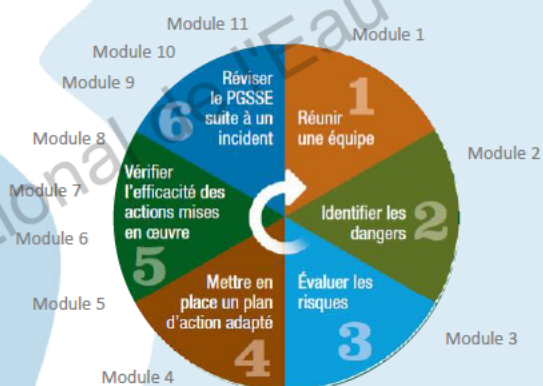 Module 11
Module 10
Module 9
Module 8
Module 7
Module 6
Module 5
Module 4
Module 1
Module 2
Module 3
1
Réunir
une équipe
Identifier les
dangers
2
Évaluer les
risques
3
Mettre en
place un plan
d'action adapté
4
Vérifier
l'efficacité des
actions mises
en œuvre
5
Réviser
le PGSSE
suite à un
incident
6
tional de l'Eau